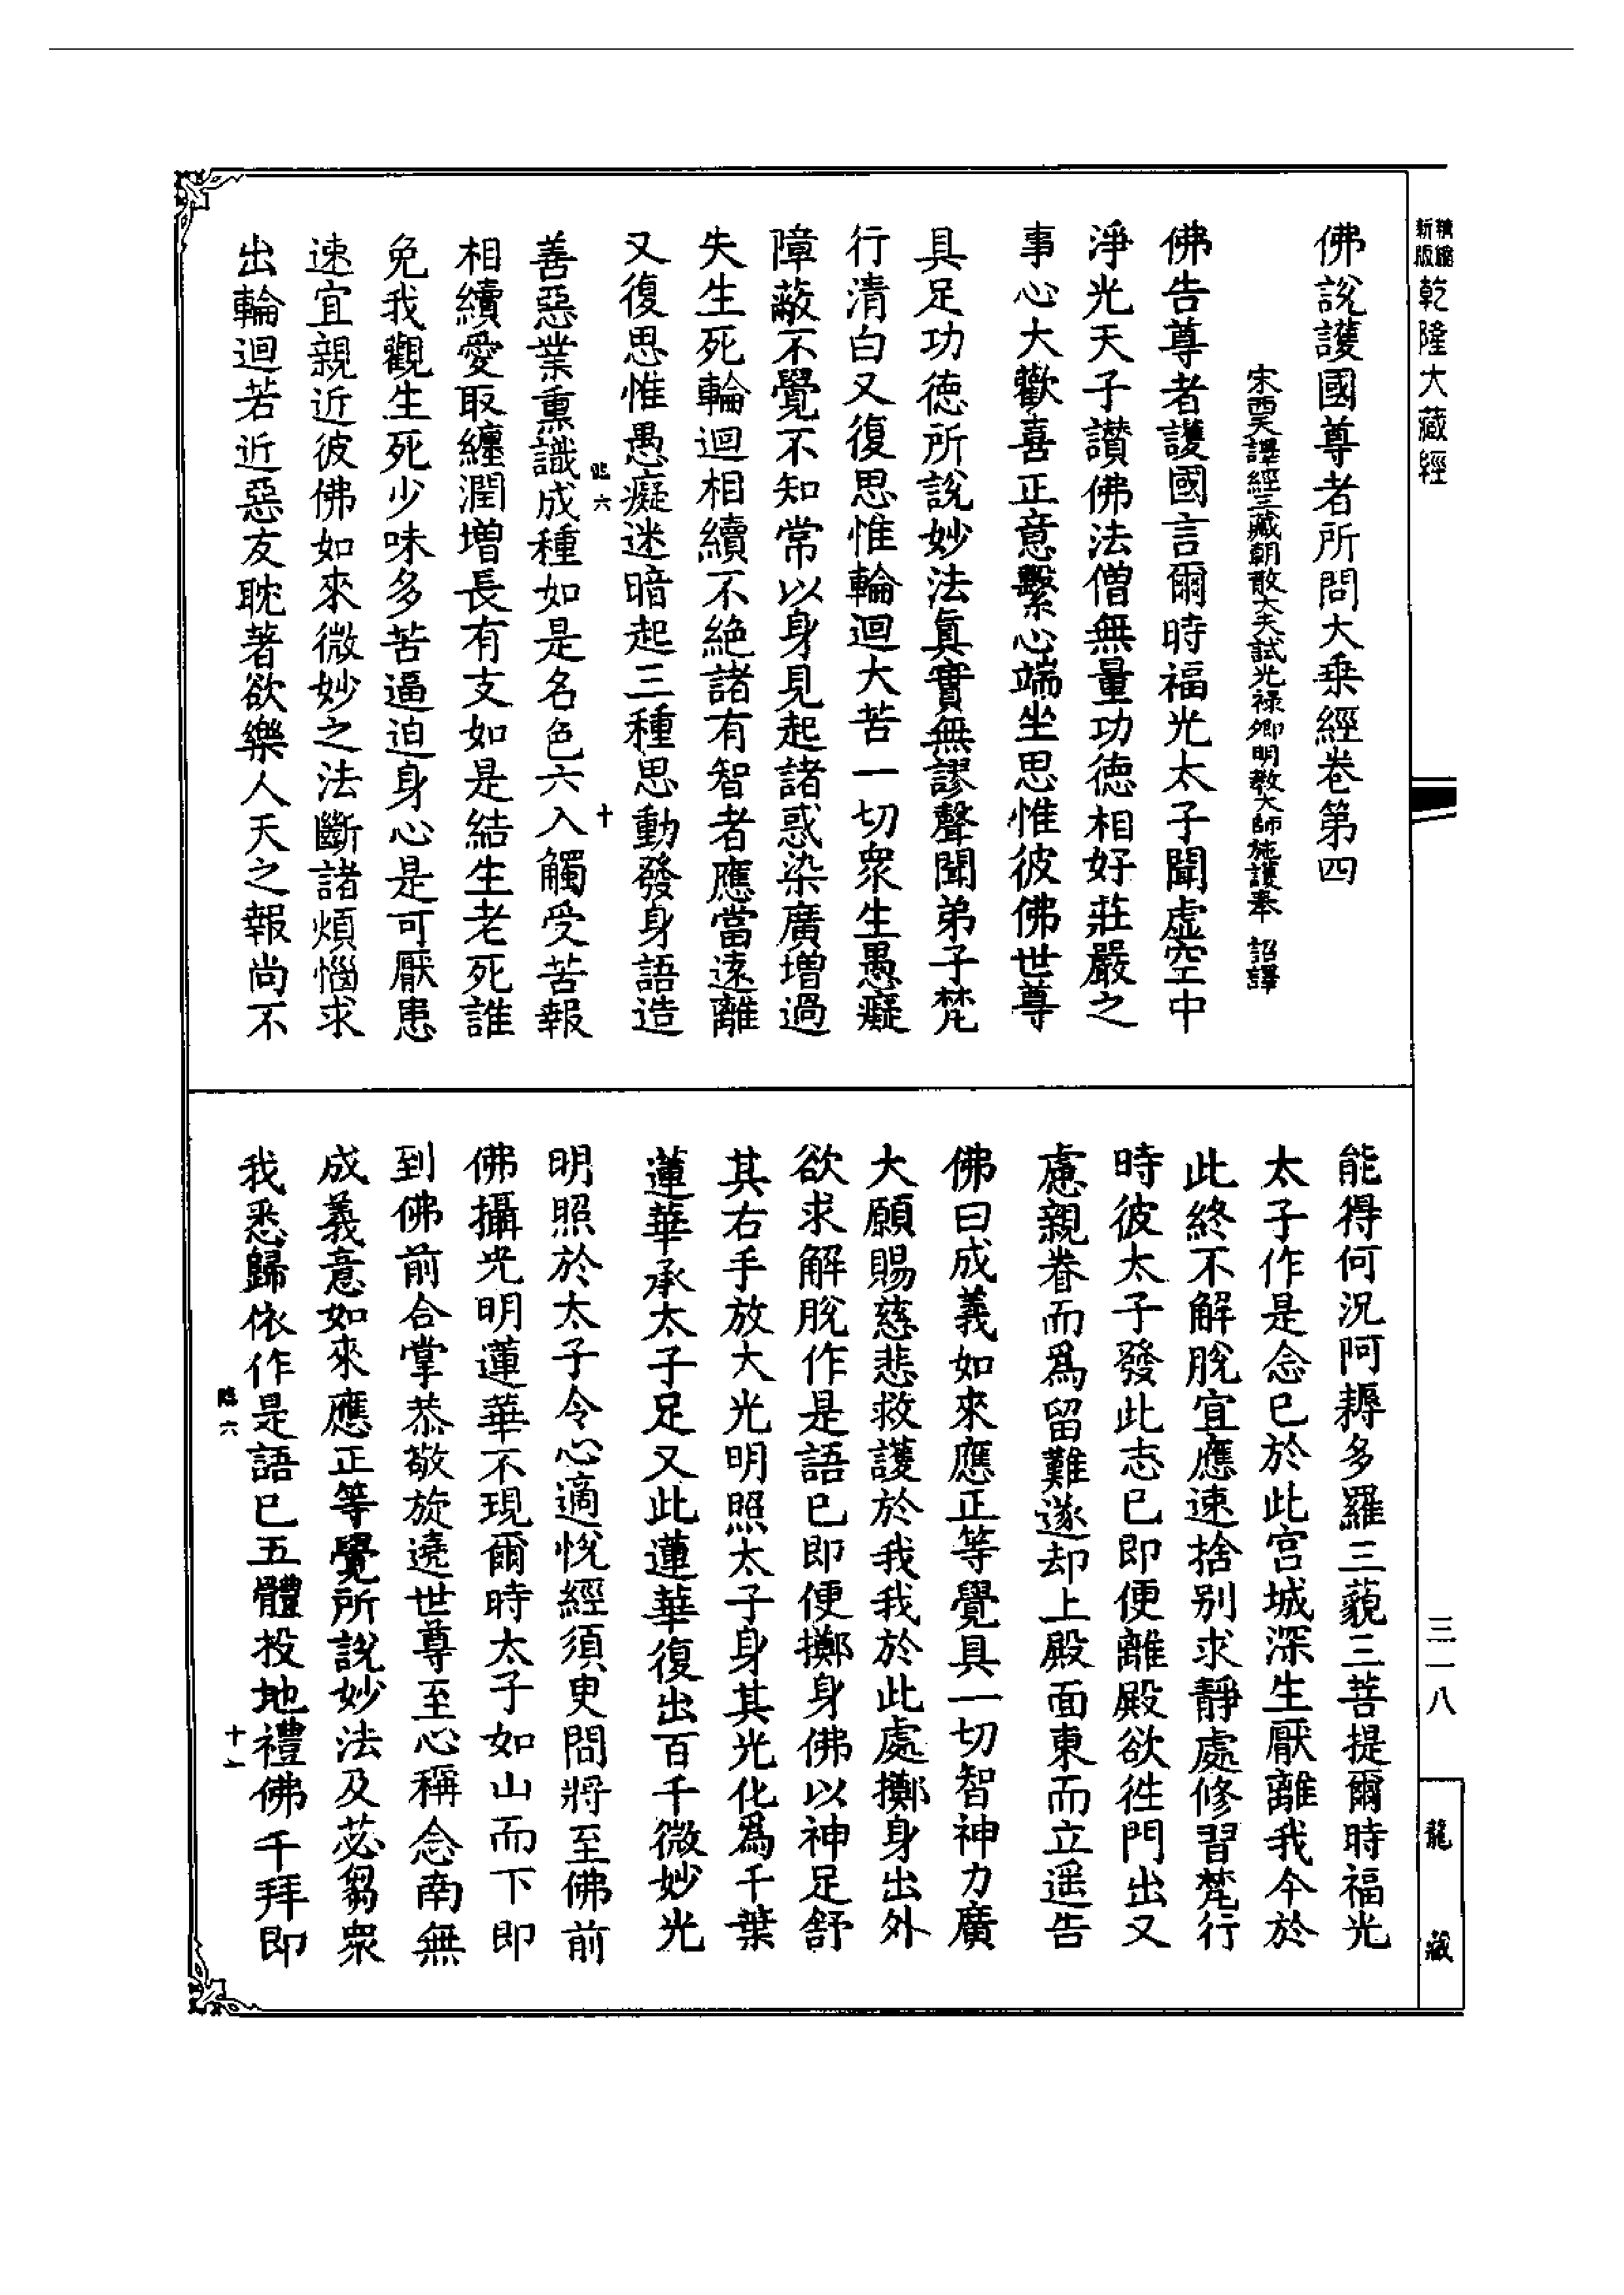 精縮新版乾隆大藏經
佛說護國尊者所問大乗經卷第四
宋西天譯經三藏朝散大夫試光禄卿明教大師施護奉 詔譯
佛告尊者護國言爾時福光太子聞虛空中
淨光天子讃佛法僧無量功德相好莊嚴之
事心大歡喜正意繫心端坐思惟彼佛世尊
具足功德所說妙法真實無謬聲聞弟子梵
行清白又復思惟輪迴大苦一切衆生愚癡
障蔽不覺不知常以身見起諸惑染廣增過
失生死輪迴相續不絶諸有智者應當遠離
又復思惟愚癡迷暗起三種思動發身語造
臨六 十
善惡業熏識成種如是名色六入觸受苦報
相續愛取纏潤增長有支如是結生老死誰
免我觀生死少味多苦逼迫身心是可厭患
速宜親近彼佛如來微妙之法斷諸煩惱求
出輪迴若近惡友耽著欲樂人天之報尚不
能得何況阿耨多羅三藐三菩提爾時福光
太子作是念已於此宮城深生厭離我今於
此終不解脫宜應速捨别求靜處修習梵行
時彼太子發此志已即便離殿欲徃門出又
慮親眷而爲留難遂却上殿面東而立遥告
佛曰成義如來應正等覺具一切智神力廣
大願賜慈悲救護於我我於此處擲身出外
欲求解脫作是語已即便擲身佛以神足舒
其右手放大光明照太子身其光化爲千葉
蓮華承太子足又此蓮華復出百千微妙光
明照於太子令心適悅經須臾間將至佛前
佛攝光明蓮華不現爾時太子如山而下即
到佛前合掌恭敬旋遶世尊至心稱念南無
成義意如來應正等覺所說妙法及苾芻衆
我悉歸依作是語已五體投地禮佛千拜即
臨六 十一
三一八
龍藏